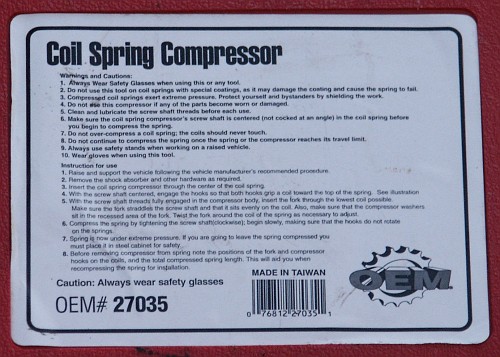 Coil Spring Compressor
Warnings and Cautions:
1. Always Wear Safety Glasses when using this or any tool.
2. Do not use this tool on coil springs with special coatings, as it may damage the coating and cause the spring to fail.
3. Compressed coil springs exert extreme pressure. Protect yourself and bystanders by shielding the work.
4. Do not use this compressor if any of the parts become worn or damaged.
5. Clean and lubricate the screw shaft threads before each use.
6. Make sure the coil spring compressor's screw shaft is centered (not cocked at an angle) in the coil spring before
you begin to compress the spring.
7. Do not over-compress a coil spring; the coils should never touch.
8. Do not continue to compress the spring once the spring or the compressor reaches its travel limit.
9. Always use safety stands when working on a raised vehicle.
10. Wear gloves when using this tool.
Instruction for use
1. Raise and support the vehicle following the vehicle manufacturer's recommended procedure.
2. Remove the shock absorber and other hardware as required.
3. Insert the coil spring compressor through the center of the coil spring.
4. With the screw shaft centered, engage the hooks so that both hooks grip a coil toward the top of the spring. See illustration
5. With the screw shaft threads fully engaged in the compressor body, insert the fork through the lowest coil possible.
Make sure the fork straddles the screw shaft and that it sits evenly on the coil. Also, make sure that the compressor washers
sit in the recessed area of the fork. Twist the fork around the coil of the spring as necessary to adjust.
6. Compress the spring by tightening the screw shaft(clockwise); begin slowly, making sure that the hooks do not rotate
on the springs.
7. Spring is now under extreme pressure. If you are going to leave the spring compressed you
must place it in steel cabinet for safety.
8. Before removing compressor from spring note the positions of the fork and compressor
hooks on the coils, and the total compressed spring length. This will aid you when
recompressing the spring for installation.
Caution: Always wear safety glasses
OEM# 27035
MADE IN TAIWAN
0 76812 27035 1
OEM